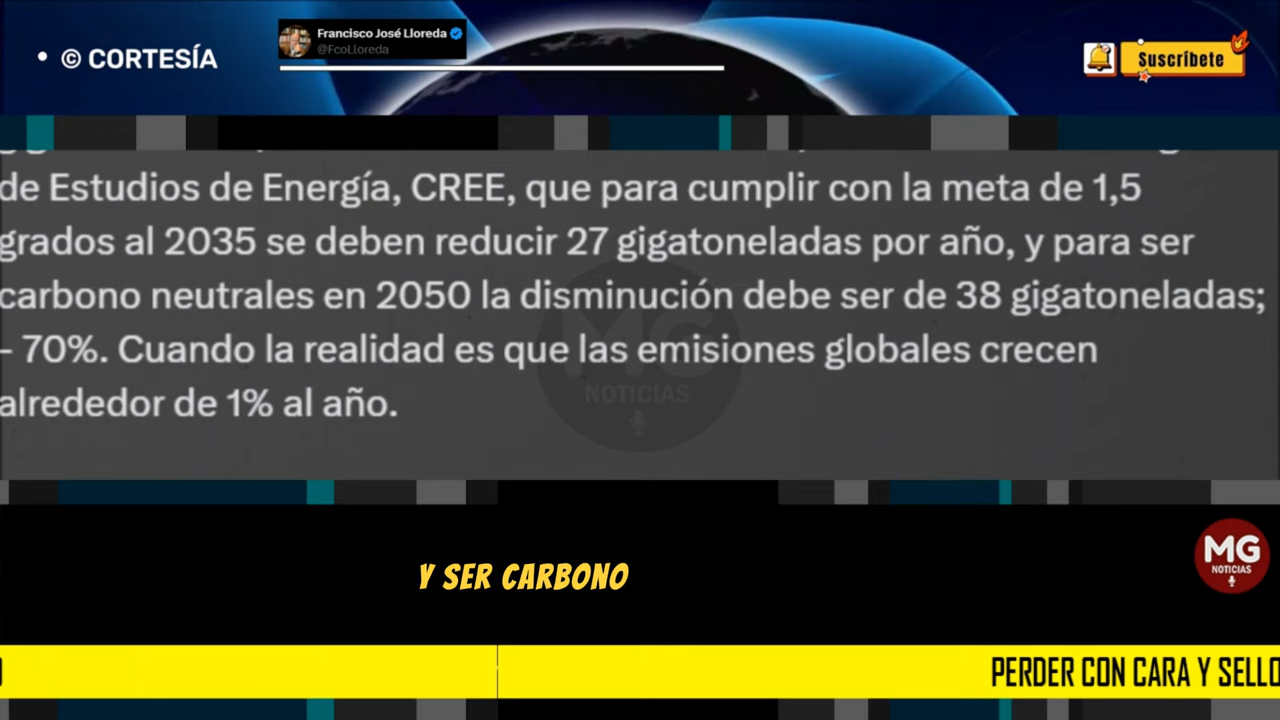 • © CORTESÍA
Francisco José Lloreda
@FcoLloreda
Suscríbete
de Estudios de Energía, CREE, que para cumplir con la meta de 1,5
grados al 2035 se deben reducir 27 gigatoneladas por año, y para ser
carbono neutrales en 2050 la disminución debe ser de 38 gigatoneladas;
– 70%. Cuando la realidad es que las emisiones globales crecen
alrededor de 1% al año.
MG
NOTICIAS
Y SER CARBONO
MG
NOTICIAS
PERDER CON CARA Y SELLO